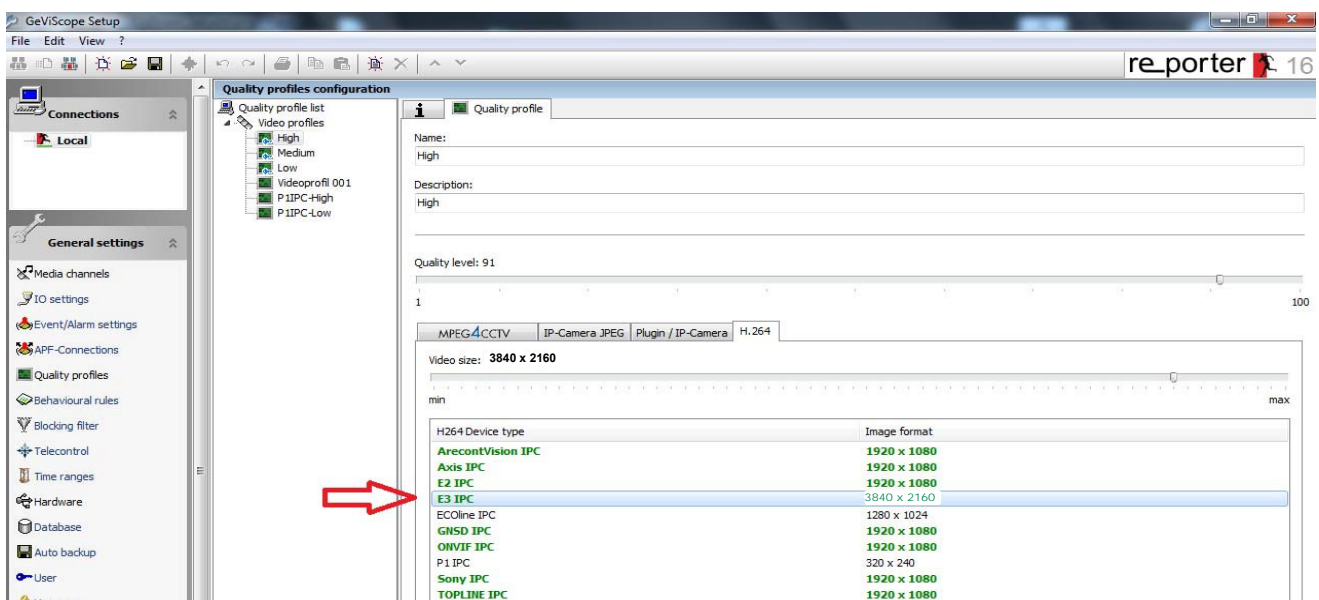 GeViScope Setup
File Edit View ?
re_porter 16
Connections
Local
General settings
Media channels
IO settings
Event/Alarm settings
APF-Connections
Quality profiles
Behavioural rules
Blocking filter
Telecontrol
Time ranges
Hardware
Database
Auto backup
User
Quality profiles configuration
Quality profile list
Video profiles
High
Medium
Low
Videoprofil 001
P1IPC-High
P1IPC-Low
i Quality profile
Name:
High
Description:
High
Quality level: 91
1 100
MPEG4CCTV IP-Camera JPEG Plugin / IP-Camera H.264
Video size: 3840 x 2160
min max
H264 Device type Image format
ArecontVision IPC 1920 x 1080
Axis IPC 1920 x 1080
E2 IPC 1920 x 1080
E3 IPC 3840 x 2160
ECOline IPC 1280 x 1024
GNSD IPC 1920 x 1080
ONVIF IPC 1920 x 1080
P1 IPC 320 x 240
Sony IPC 1920 x 1080
TOPLINE IPC 1920 x 1080